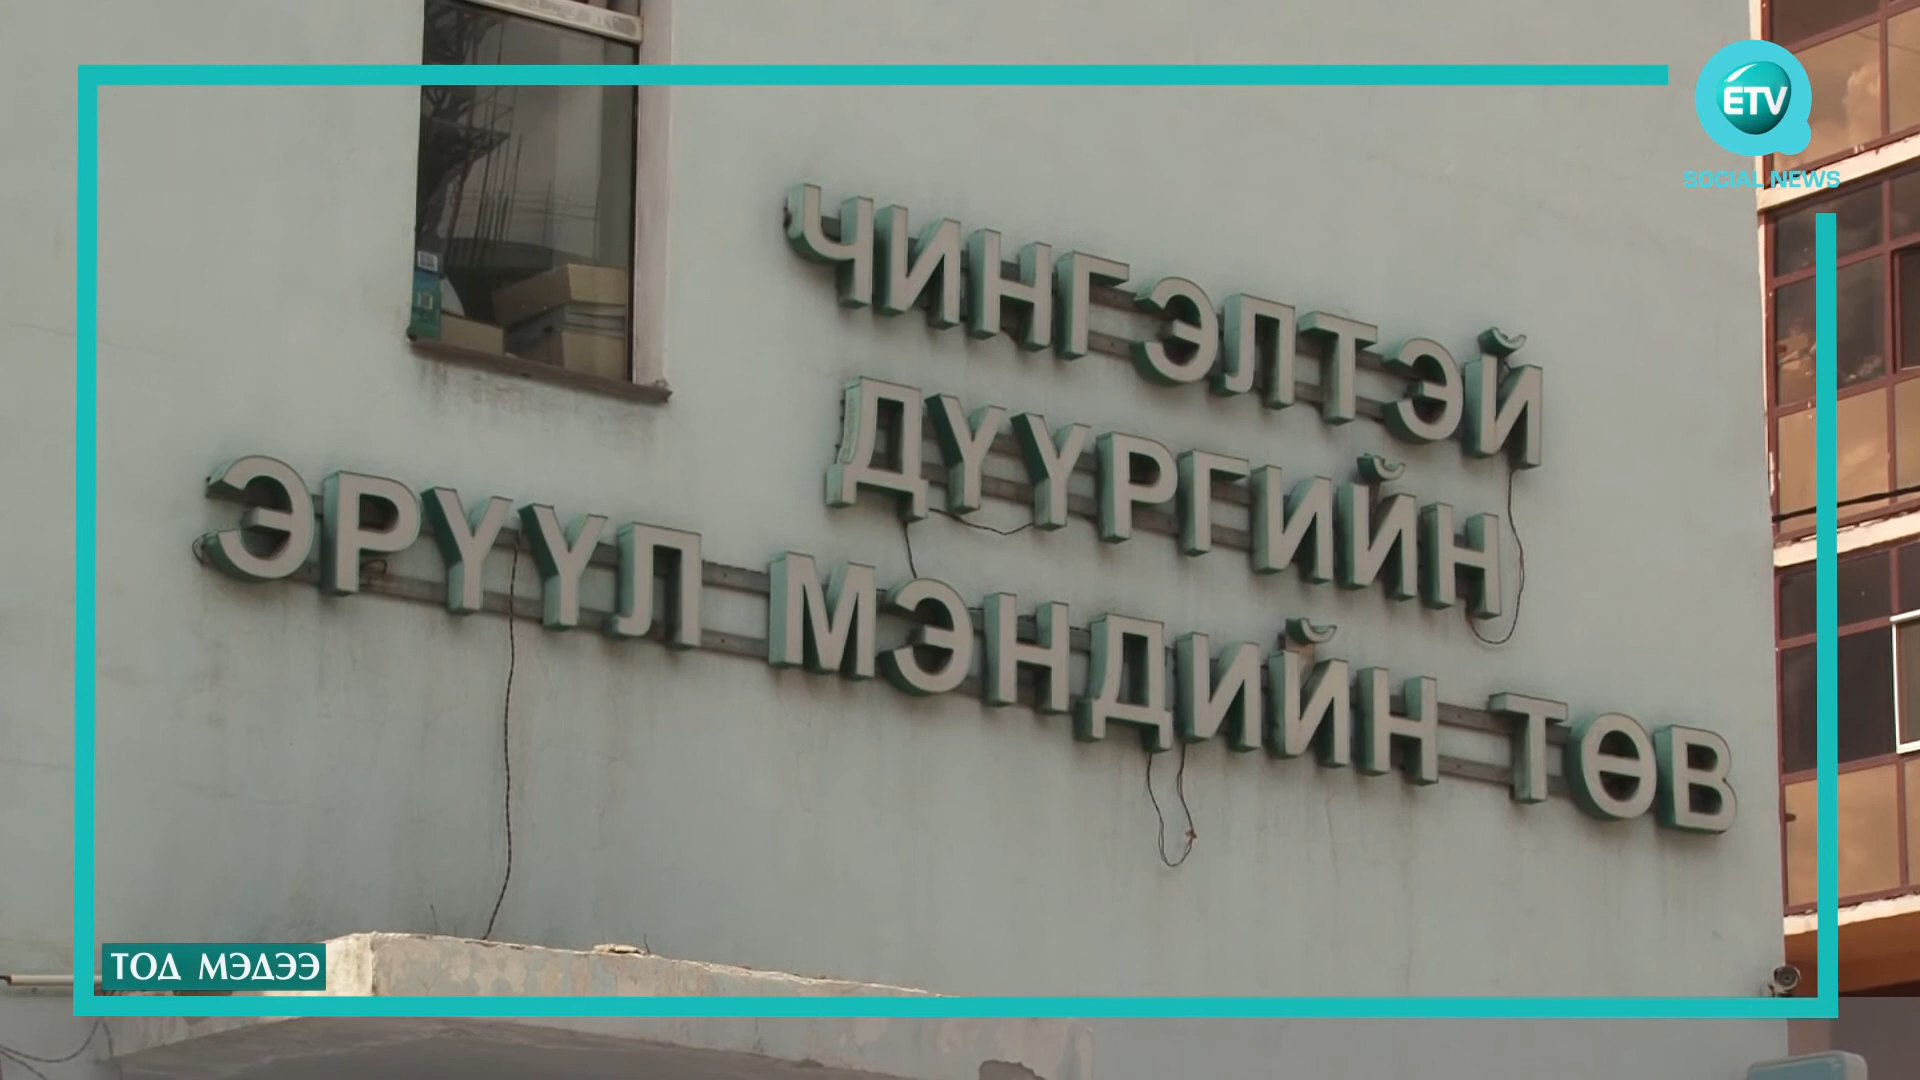 ETV
SOCIAL NEWS
ЧИНГЭЛТЭЙ
ДҮҮРГИЙН
ЭРҮҮЛ МЭНДИЙН ТӨВ
ТОД МЭДЭЭ